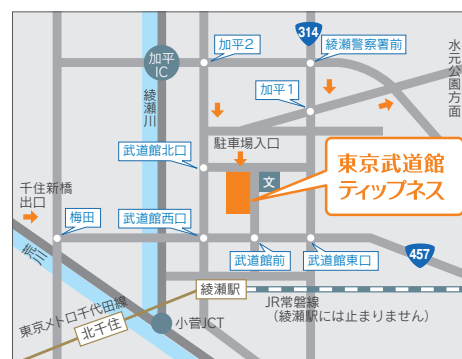 314
加平2
綾瀬警察署前
加平
IC
水元公園方面
綾瀬川
加平1
駐車場入口
武道館北口
文
東京武道館
ティップネス
千住新橋
出口
梅田
武道館西口
武道館前
武道館東口
457
荒川
綾瀬駅
JR常磐線
(綾瀬駅には止まりません)
東京メトロ千代田線
北千住
小菅JCT